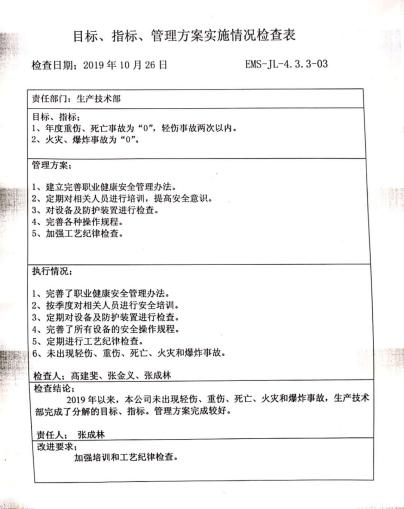 目标、指标、管理方案实施情况检查表
检查日期：2019 年 10 月 26 日 EMS-JL-4.3.3-03
责任部门：生产技术部
目标、指标：
1、年度重伤、死亡事故为“0”，轻伤事故两次以内。
2、火灾、爆炸事故为“0”。
管理方案：
1、建立完善职业健康安全管理办法。
2、定期对相关人员进行培训，提高安全意识。
3、对设备及防护装置进行检查。
4、完善各种操作规程。
5、加强工艺纪律检查。
执行情况：
1、完善了职业健康安全管理办法。
2、按季度对相关人员进行安全培训。
3、定期对设备及防护装置进行检查。
4、完善了所有设备的安全操作规程。
5、定期进行工艺纪律检查。
6、未出现轻伤、重伤、死亡、火灾和爆炸事故。
检查人：高建斐、张金义、张成林
检查结论：
2019 年以来，本公司未出现轻伤、重伤、死亡、火灾和爆炸事故，生产技术
部完成了分解的目标、指标。管理方案完成较好。
责任人： 张成林
改进要求：
加强培训和工艺纪律检查。